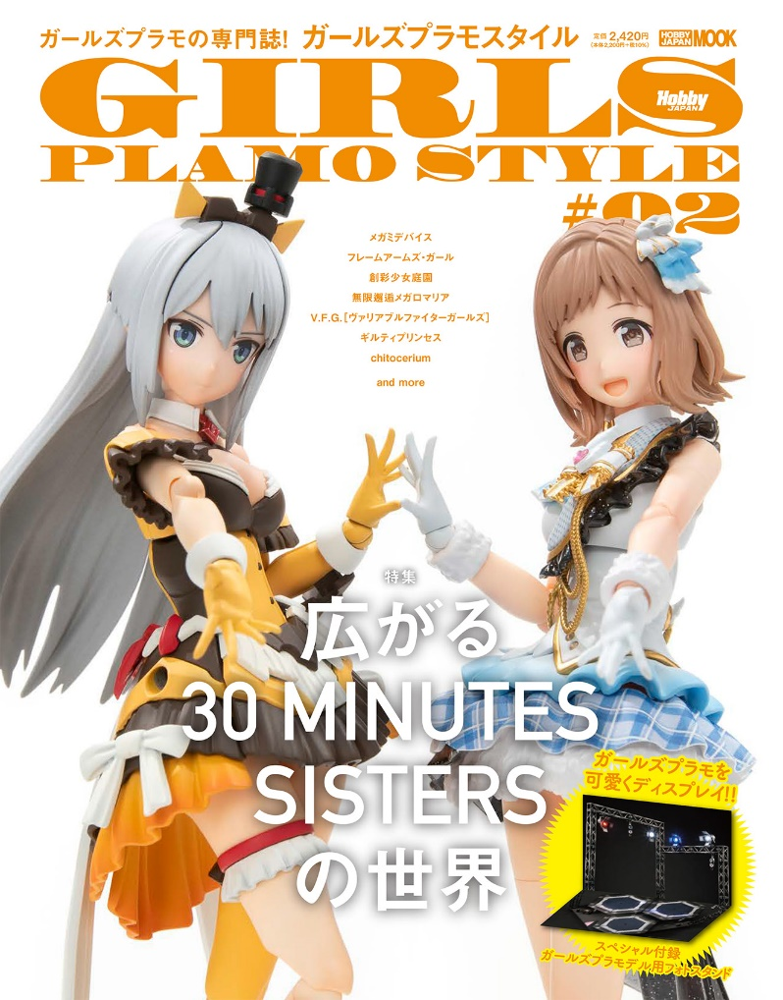 ガールズプラモの専門誌! ガールズプラモスタイル
定価 2,420円
(本体2,200円+税10%)
HOBBY JAPAN MOOK
GIRLS
Hobby JAPAN
PLAMO STYLE
#02
メガミデバイス
フレームアームズ・ガール
創彩少女庭園
無限邂逅メガロマリア
V.F.G.[ヴァリアブルファイターガールズ]
ギルティプリンセス
chitocerium
and more
特集
広がる
30 MINUTES
SISTERS
の世界
ガールズプラモを
可愛くディスプレイ!!
スペシャル付録
ガールズプラモデル用フォトスタンド